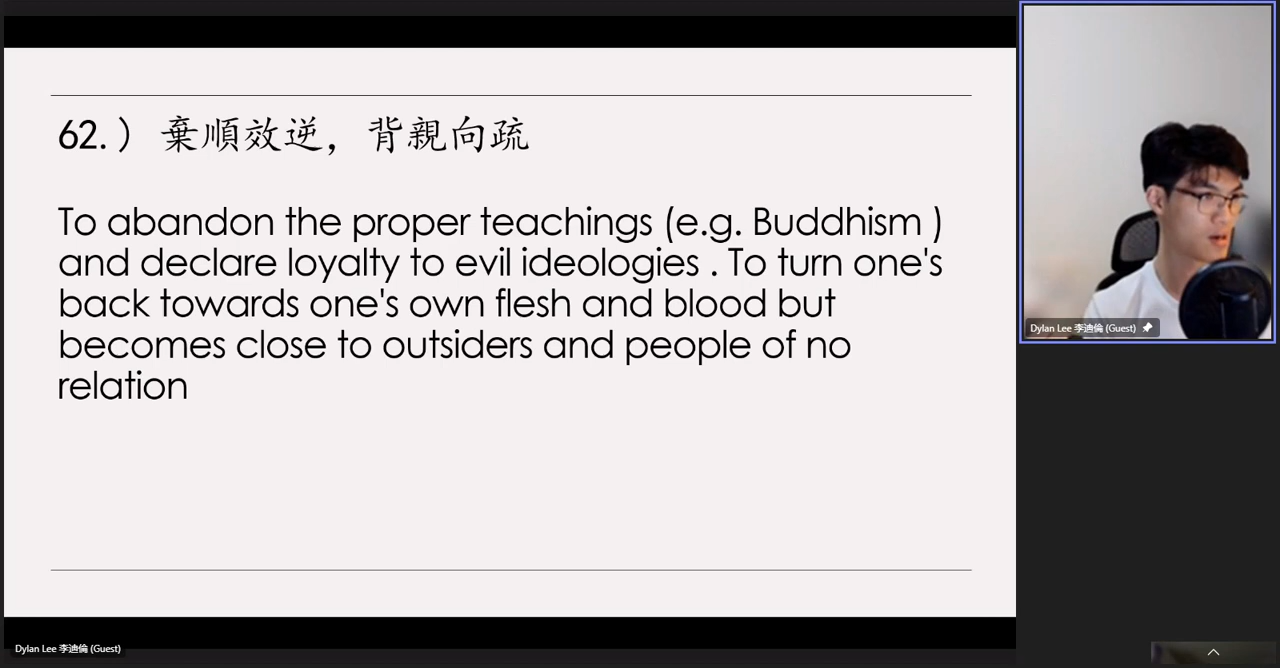 62.） 棄順效逆，背親向疏
To abandon the proper teachings (e.g. Buddhism )
and declare loyalty to evil ideologies . To turn one's
back towards one's own flesh and blood but
becomes close to outsiders and people of no
relation
Dylan Lee 李迪倫 (Guest)
Dylan Lee 李迪倫 (Guest)